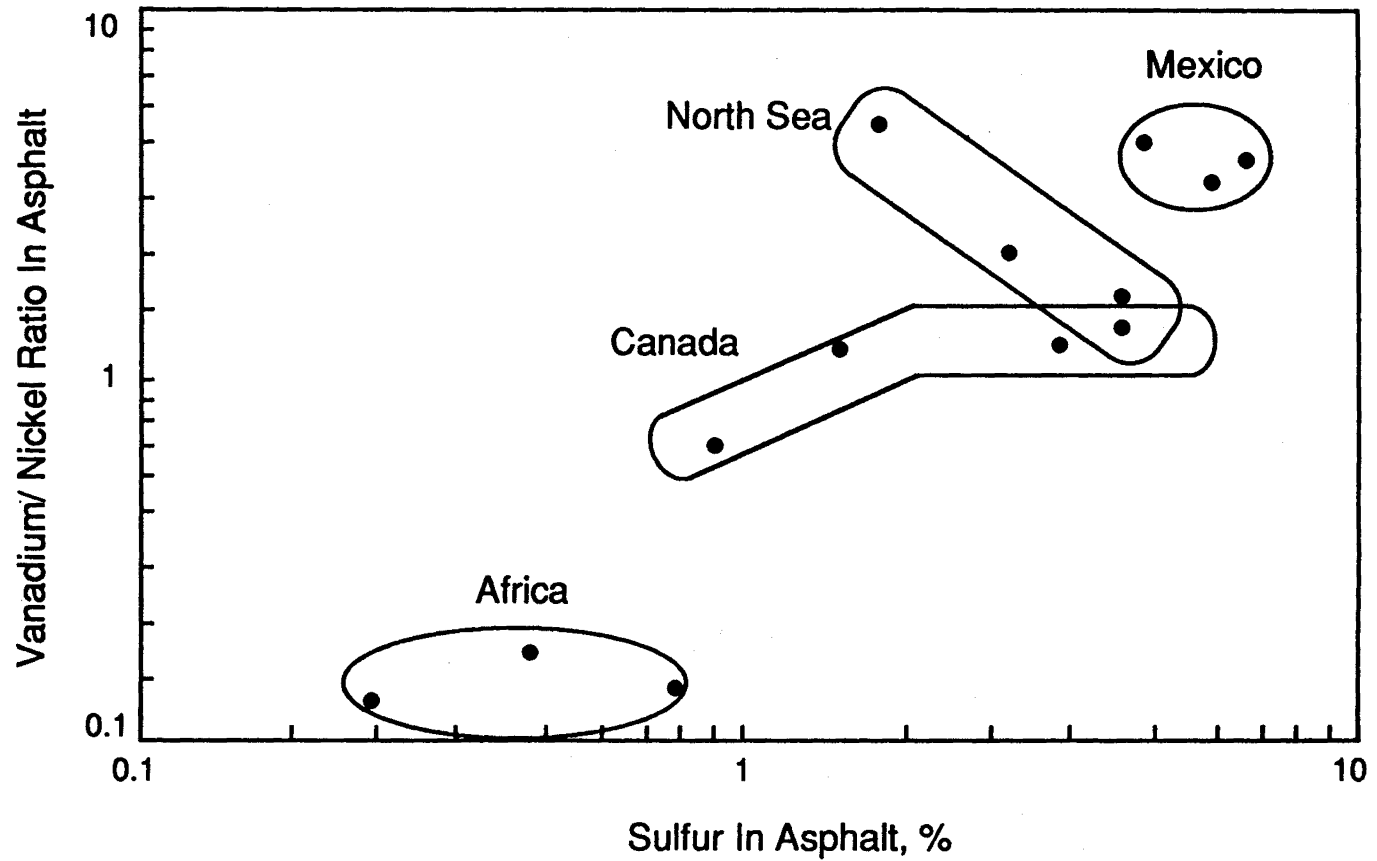 Vanadium/ Nickel Ratio In Asphalt
10
1
0.1
Mexico
North Sea
Canada
Africa
0.1
1
10
Sulfur In Asphalt, %